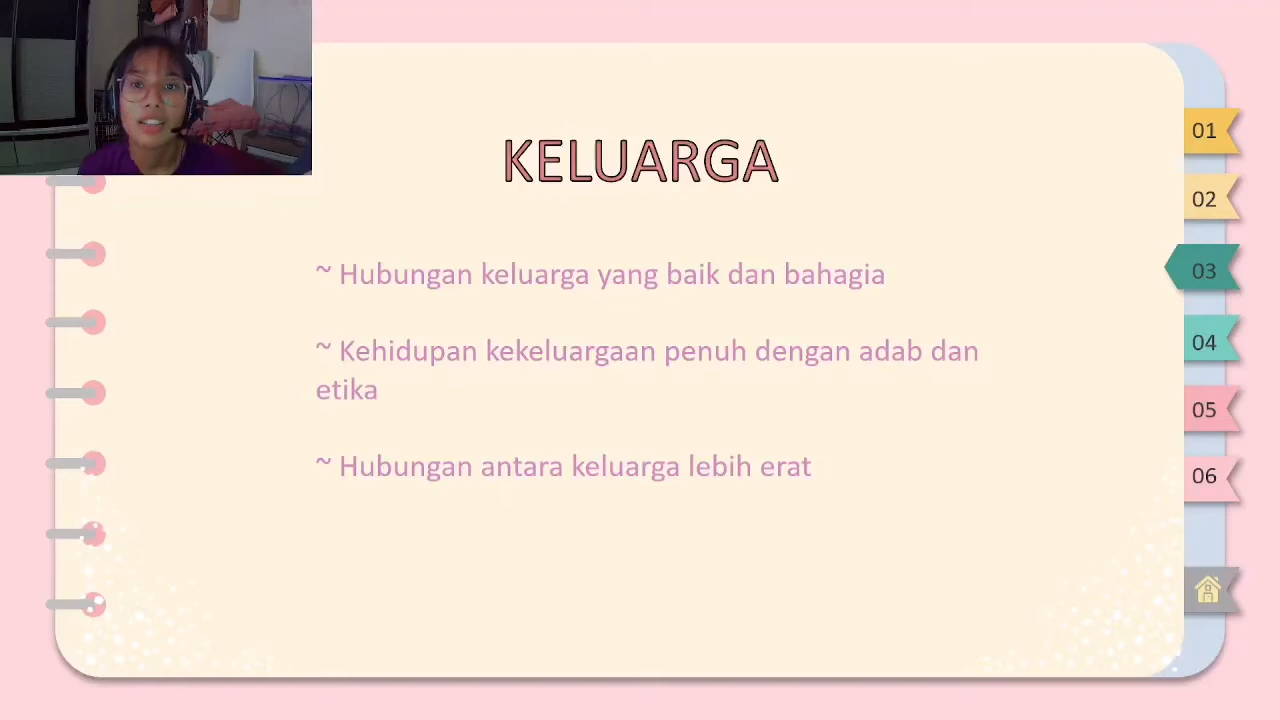 KELUARGA
~ Hubungan keluarga yang baik dan bahagia
~ Kehidupan kekeluargaan penuh dengan adab dan
etika
~ Hubungan antara keluarga lebih erat
01
02
03
04
05
06